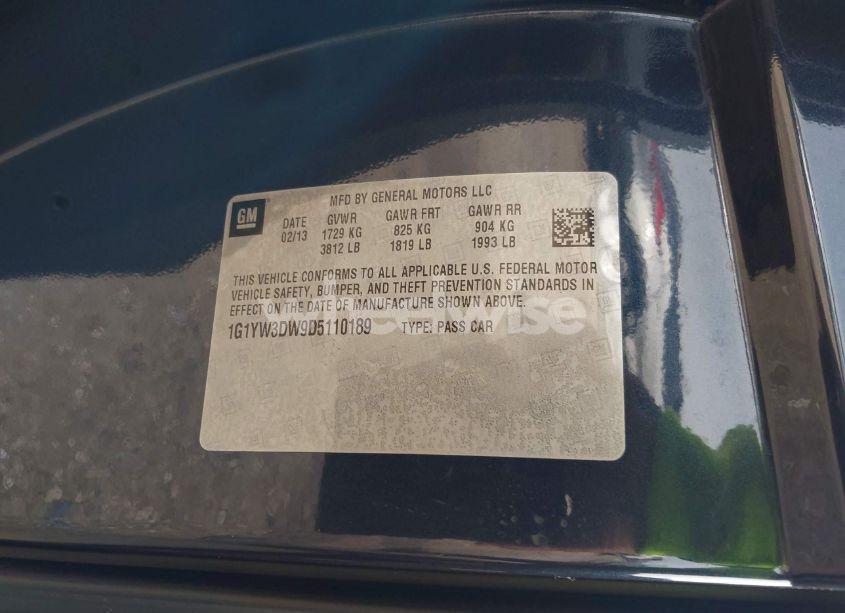 MFD BY GENERAL MOTORS LLC
GM
DATE GVWR GAWR FRT GAWR RR
02/13 1729 KG 825 KG 904 KG
3812 LB 1819 LB 1993 LB
THIS VEHICLE CONFORMS TO ALL APPLICABLE U.S. FEDERAL MOTOR
VEHICLE SAFETY, BUMPER, AND THEFT PREVENTION STANDARDS IN
EFFECT ON THE DATE OF MANUFACTURE SHOWN ABOVE.
1G1YW3DW9D5110189 TYPE: PASS CAR